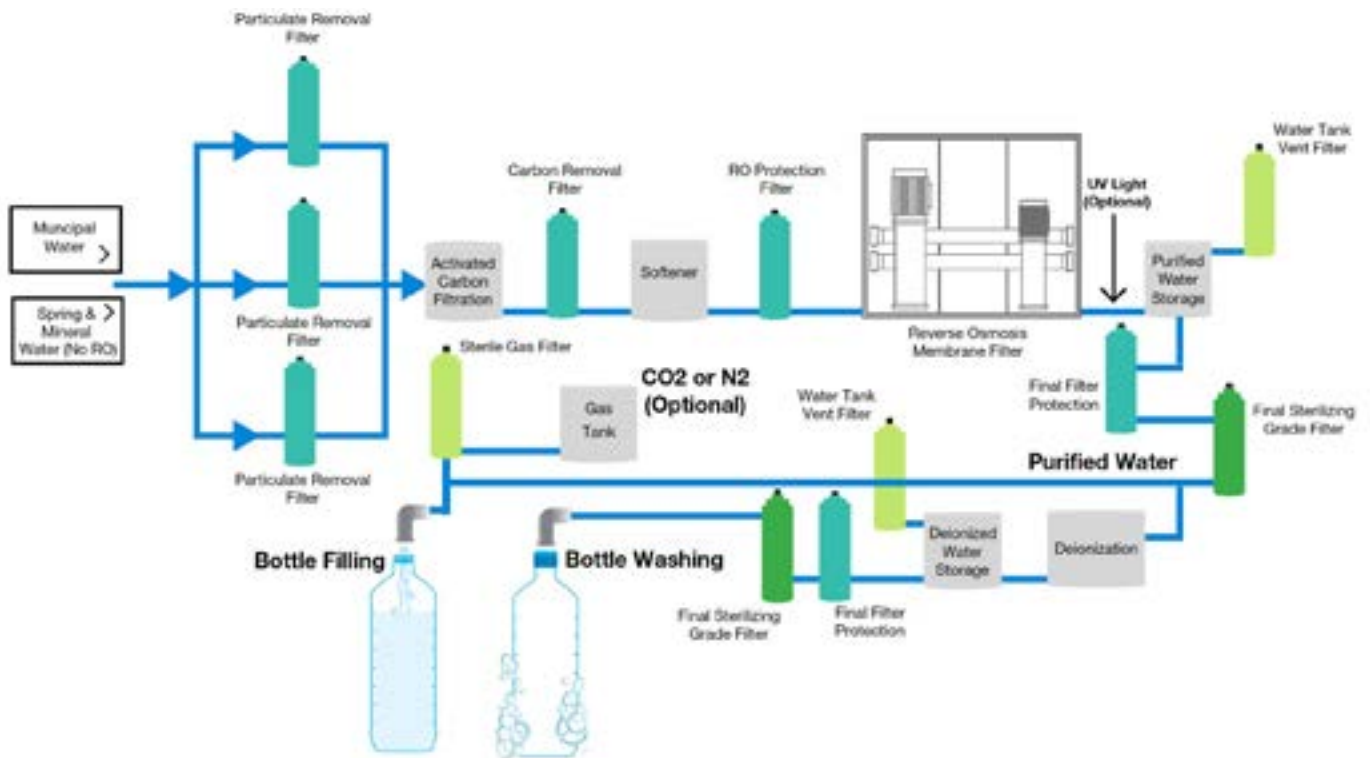 Particulate Removal
Filter
Muncipal
Water
Spring &
Mineral
Water (No RO)
Particulate Removal
Filter
Particulate Removal
Filter
Activated
Carbon
Filtration
Carbon Removal
Filter
Softener
RO Protection
Filter
Reverse Osmosis
Membrane Filter
UV Light
(Optional)
Purified
Water
Storage
Water Tank
Vent Filter
Final Filter
Protection
Final Sterilizing
Grade Filter
Purified Water
Sterile Gas Filter
CO2 or N2
(Optional)
Gas
Tank
Water Tank
Vent Filter
Deionized
Water
Storage
Deionization
Bottle Filling
Bottle Washing
Final Sterilizing
Grade Filter
Final Filter
Protection